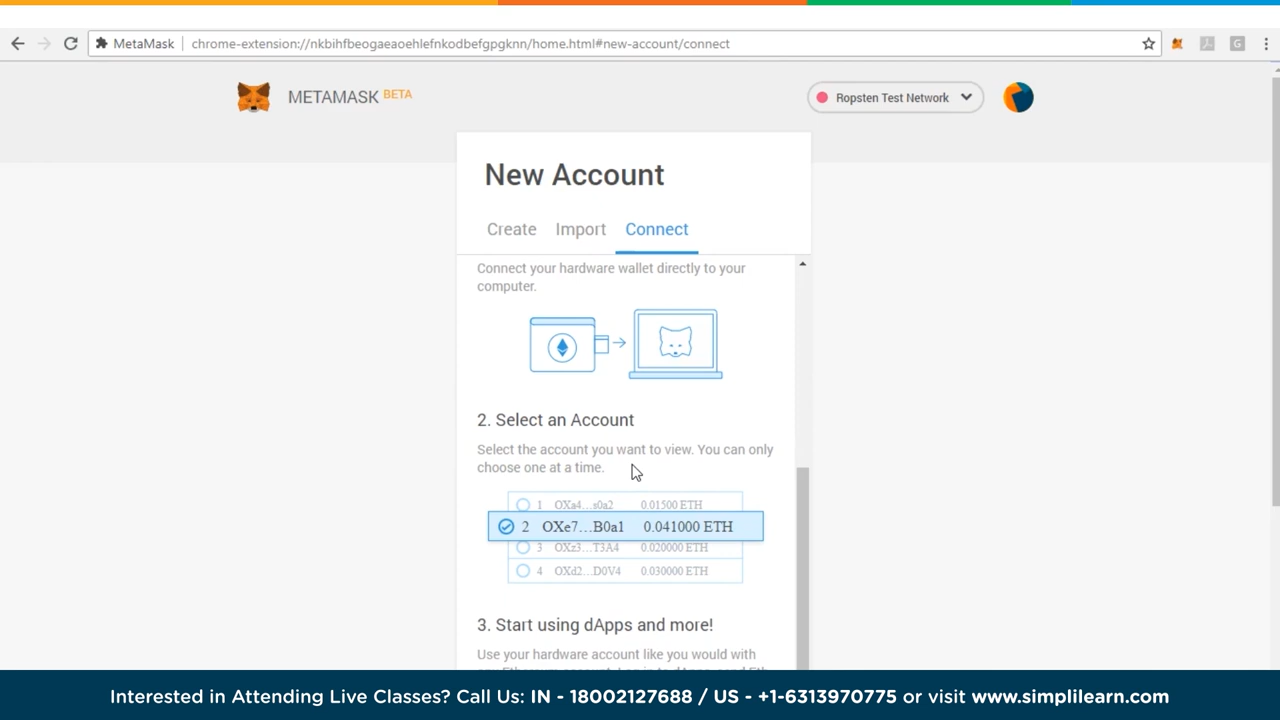 MetaMask
chrome-extension://nkbihfbeogaeaoehlefnkodbefgpgknn/home.html#new-account/connect
METAMASK BETA
Ropsten Test Network
New Account
Create Import Connect
Connect your hardware wallet directly to your
computer.
2. Select an Account
Select the account you want to view. You can only
choose one at a time.
1 OXa4...s0a2 0.01500 ETH
2 OXe7...B0a1 0.041000 ETH
3 OXz3...T3A4 0.020000 ETH
4 OXd2...D0V4 0.030000 ETH
3. Start using dApps and more!
Use your hardware account like you would with
Interested in Attending Live Classes? Call Us: IN - 18002127688 / US - +1-6313970775 or visit www.simplilearn.com